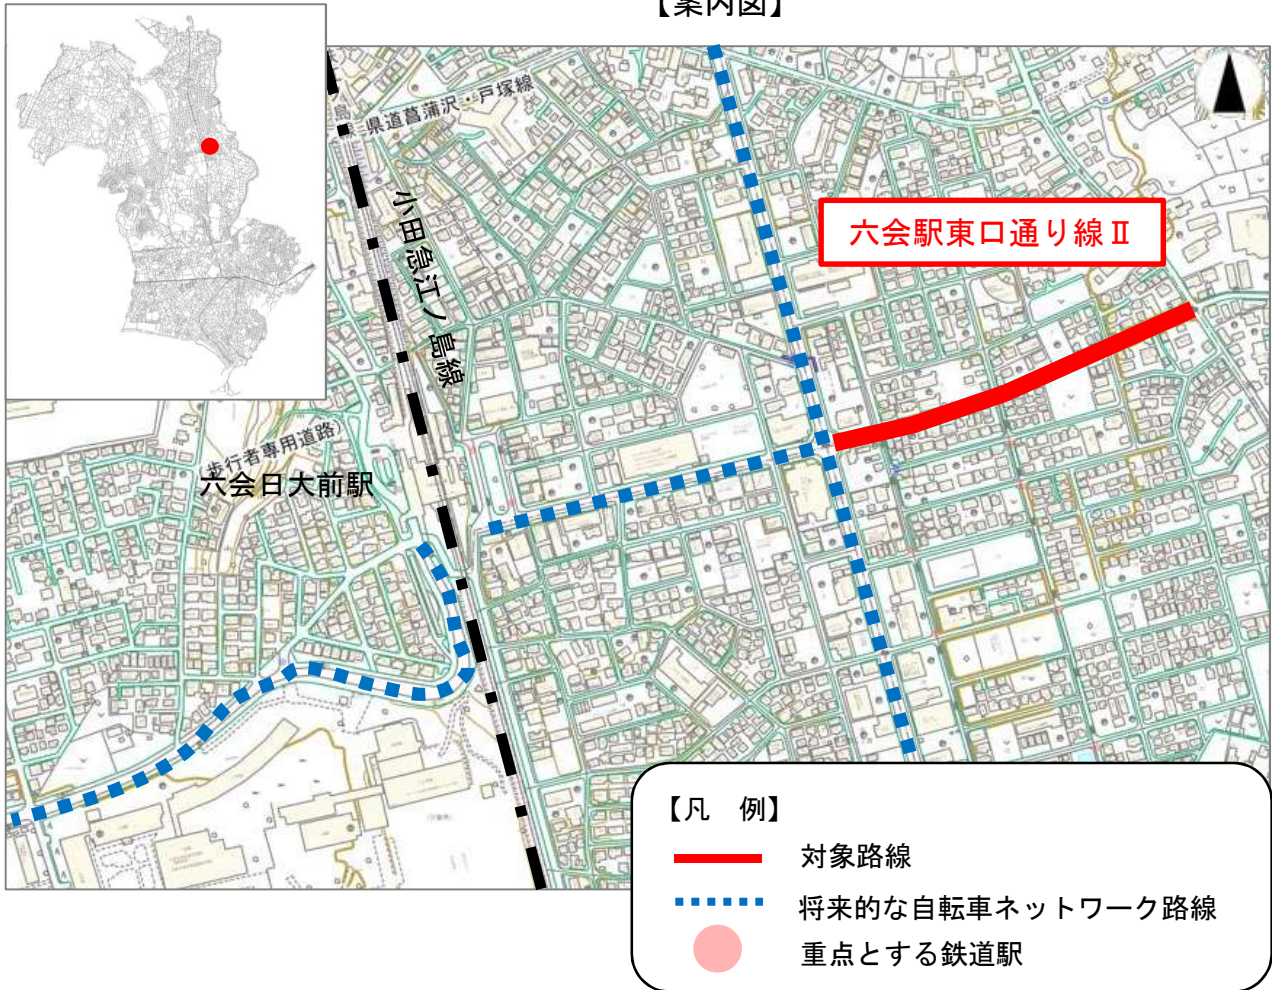 【案内図】
県道菖蒲沢・戸塚線
小田急江ノ島線
六会駅東口通り線Ⅱ
(歩行者専用道路)
六会日大前駅
【凡　例】
対象路線
将来的な自転車ネットワーク路線
重点とする鉄道駅